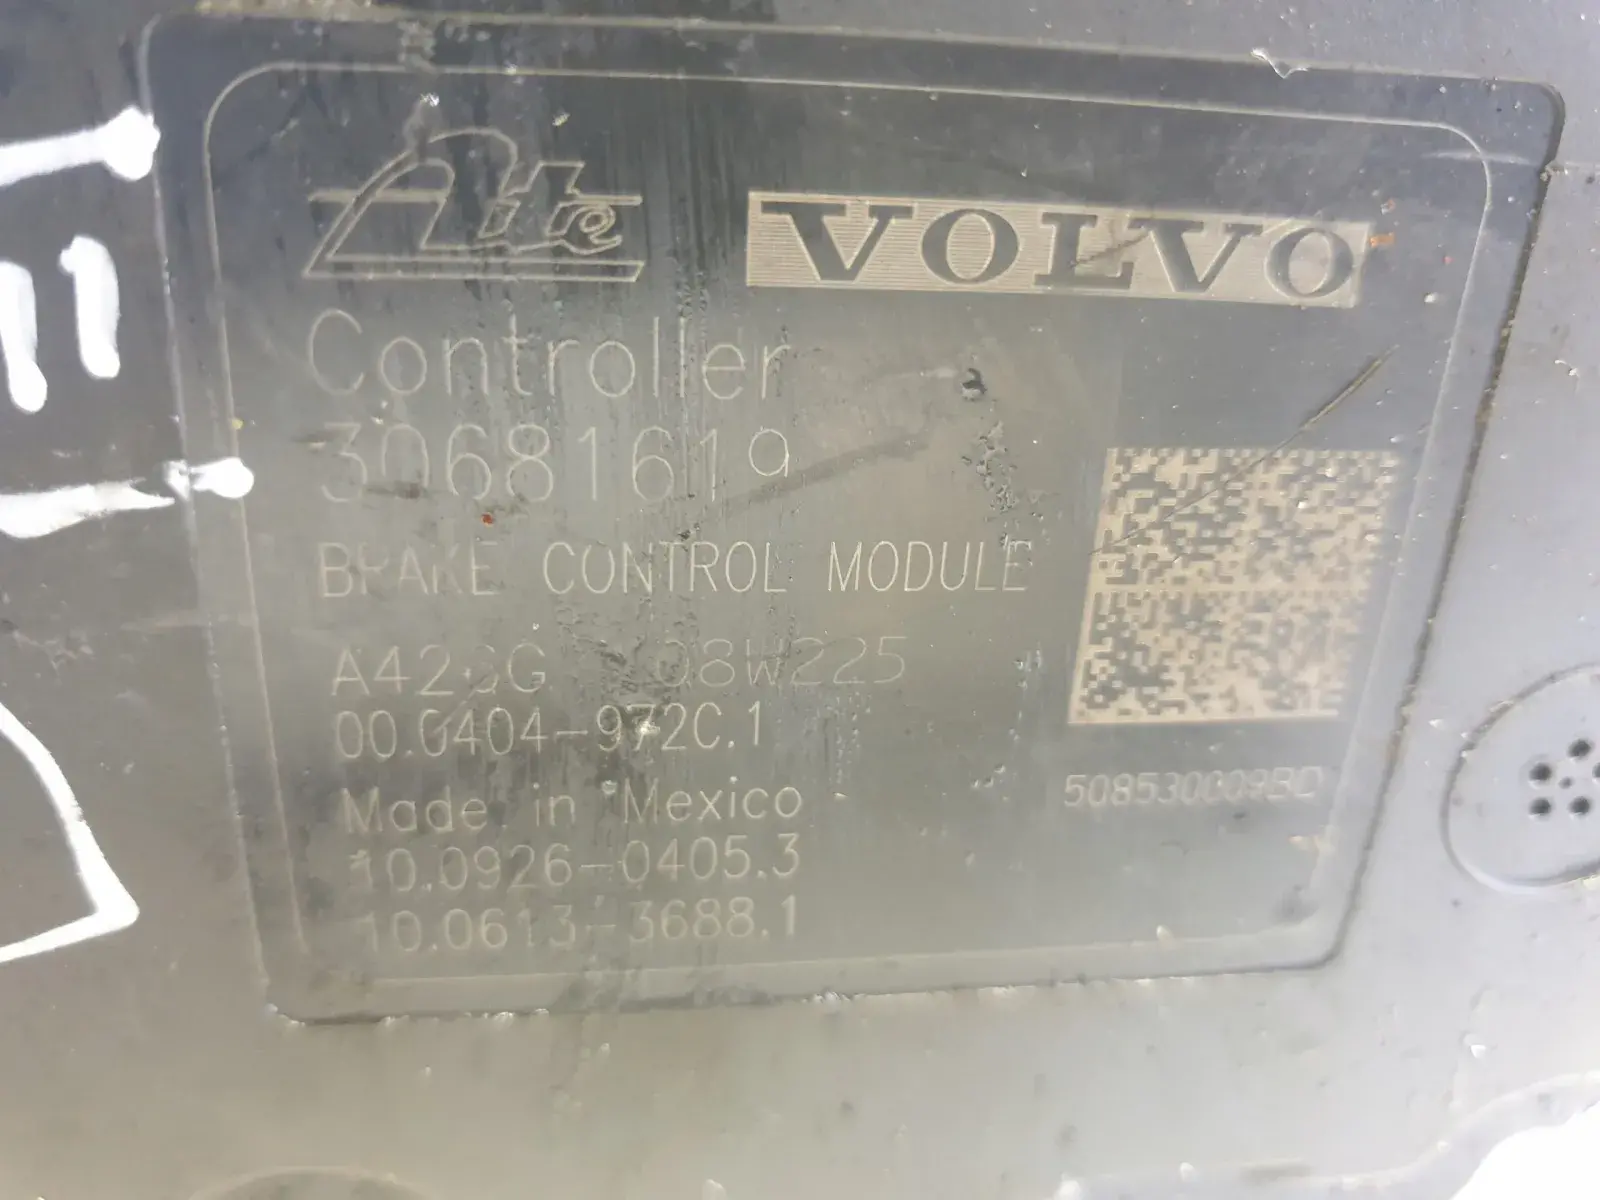 Ate
VOLVO
Controller
30681619
BRAKE CONTROL MODULE
08W225
00.0404-972C.1
Made in Mexico
10.0926-0405.3
10.0613-3688.1